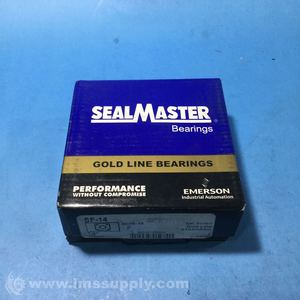 SEALMASTER
Bearings
GOLD LINE BEARINGS
PERFORMANCE
WITHOUT COMPROMISE
EMERSON
Industrial Automation
SF-14
© www.imssupply.com